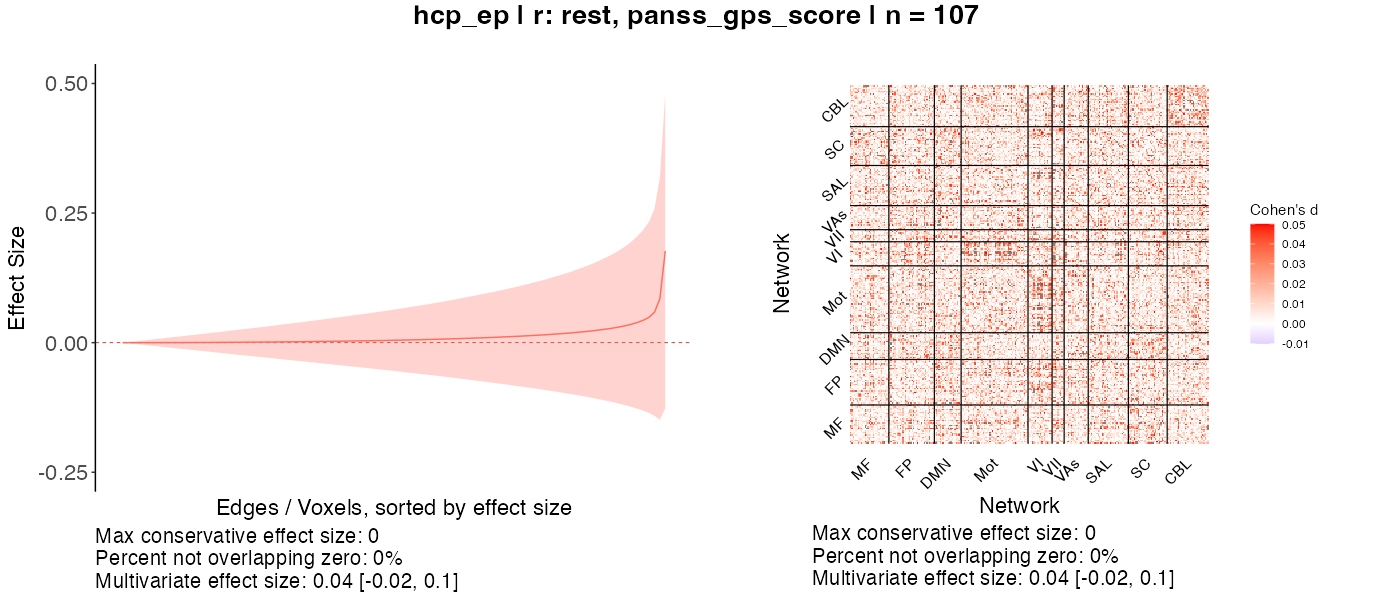 hcp_ep | r: rest, panss_gps_score | n = 107
Effect Size
0.50
0.25
0.00
-0.25
Edges / Voxels, sorted by effect size
Max conservative effect size: 0
Percent not overlapping zero: 0%
Multivariate effect size: 0.04 [-0.02, 0.1]
Network
CBL
SC
SAL
VAs
VII
VI
Mot
DMN
FP
MF
MF
FP
DMN
Mot
VI
VII
VAs
SAL
SC
CBL
Network
Cohen's d
0.05
0.04
0.03
0.02
0.01
0.00
-0.01
Max conservative effect size: 0
Percent not overlapping zero: 0%
Multivariate effect size: 0.04 [-0.02, 0.1]